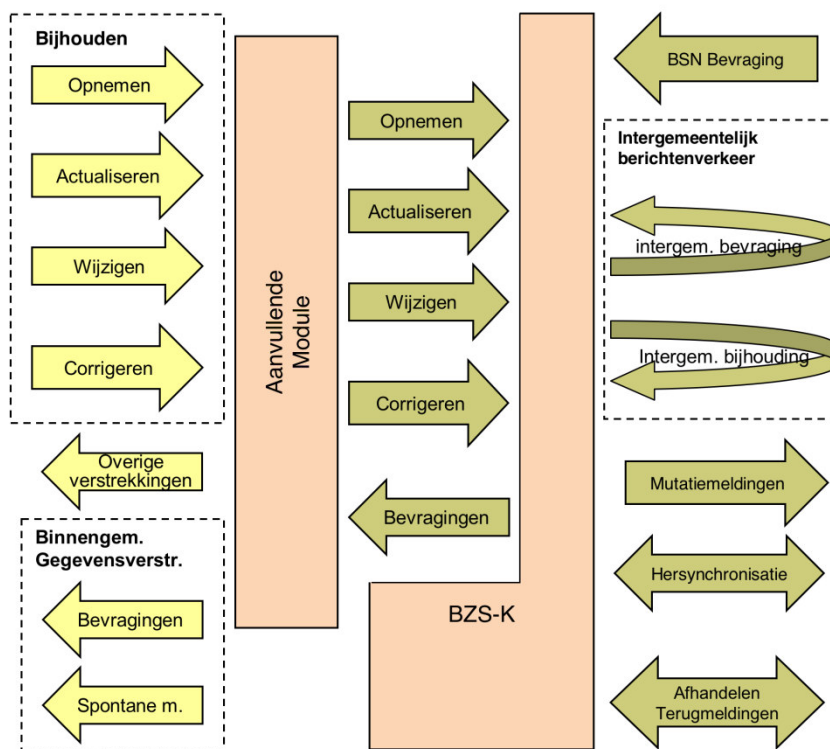 Bijhouden
Opnemen
Actualiseren
Wijzigen
Corrigeren
Overige
verstrekkingen
Binnengem.
Gegevensverstr.
Bevragingen
Spontane m.
Aanvullende
Module
Opnemen
Actualiseren
Wijzigen
Corrigeren
Bevragingen
BZS-K
BSN Bevraging
Intergemeentelijk
berichtenverkeer
intergem. bevraging
Intergem. bijhouding
Mutatiemeldingen
Hersynchronisatie
Afhandelen
Terugmeldingen